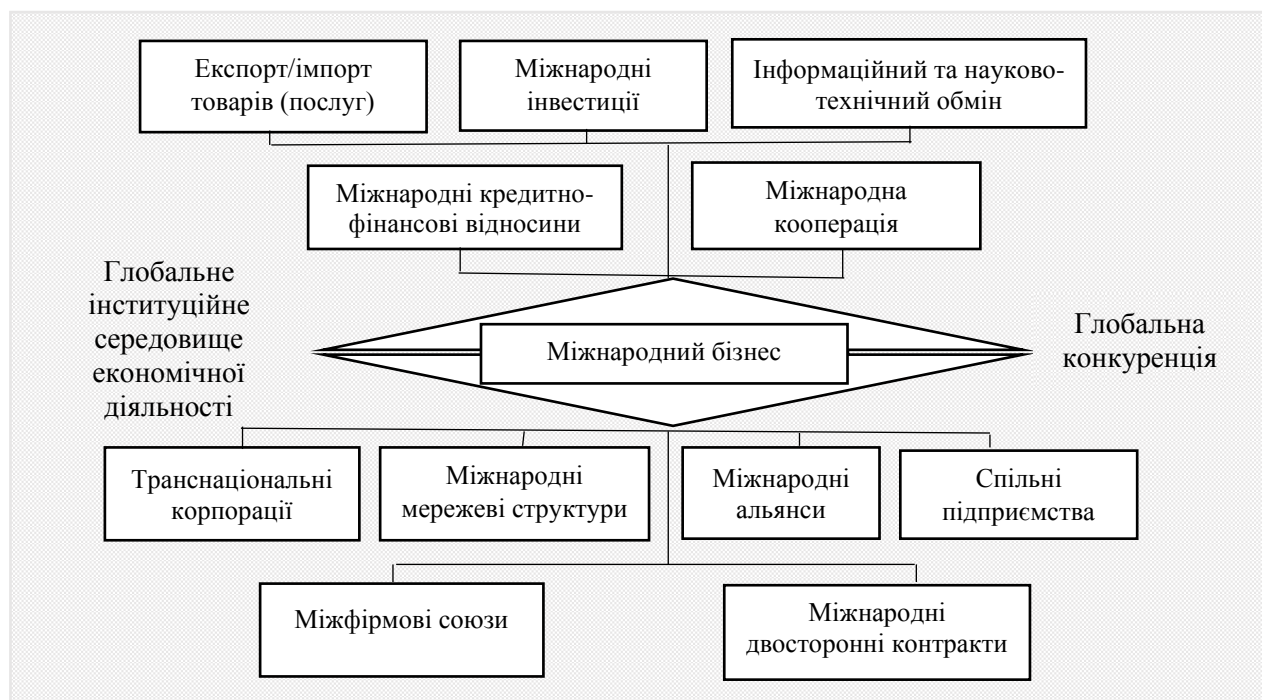 Експорт/імпорт
товарів (послуг)
Міжнародні
інвестиції
Інформаційний та науково-
технічний обмін
Міжнародні кредитно-
фінансові відносини
Міжнародна
кооперація
Глобальне
інституційне
середовище
економічної
діяльності
Міжнародний бізнес
Глобальна
конкуренція
Транснаціональні
корпорації
Міжнародні
мережеві структури
Міжнародні
альянси
Спільні
підприємства
Міжфірмові союзи
Міжнародні
двосторонні контракти